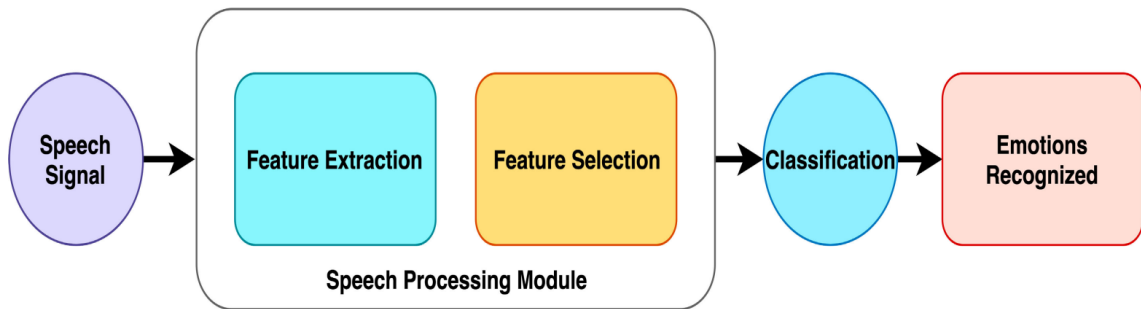 Speech
Signal
Feature Extraction
Feature Selection
Speech Processing Module
Classification
Emotions
Recognized